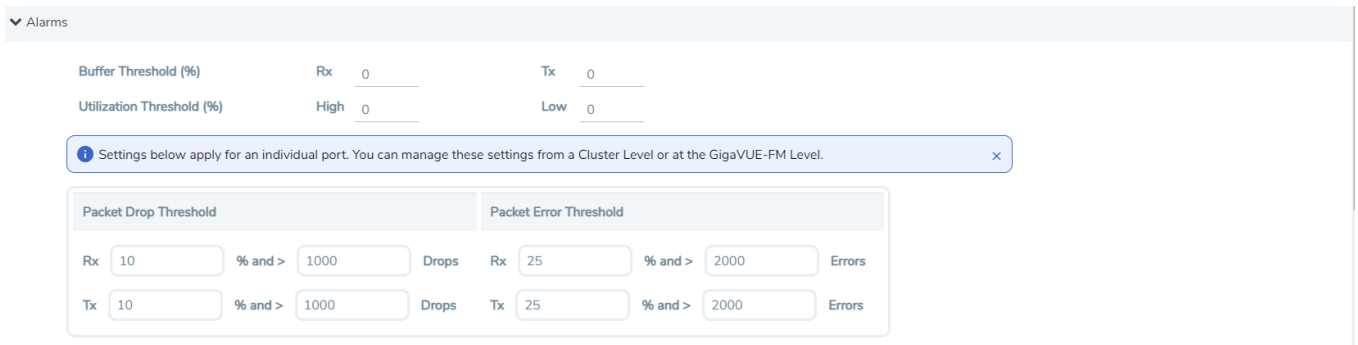 Alarms
Buffer Threshold (%) Rx 0 Tx 0
Utilization Threshold (%) High 0 Low 0
Settings below apply for an individual port. You can manage these settings from a Cluster Level or at the GigaVUE-FM Level.
Packet Drop Threshold Packet Error Threshold
Rx 10 % and > 1000 Drops Rx 25 % and > 2000 Errors
Tx 10 % and > 1000 Drops Tx 25 % and > 2000 Errors